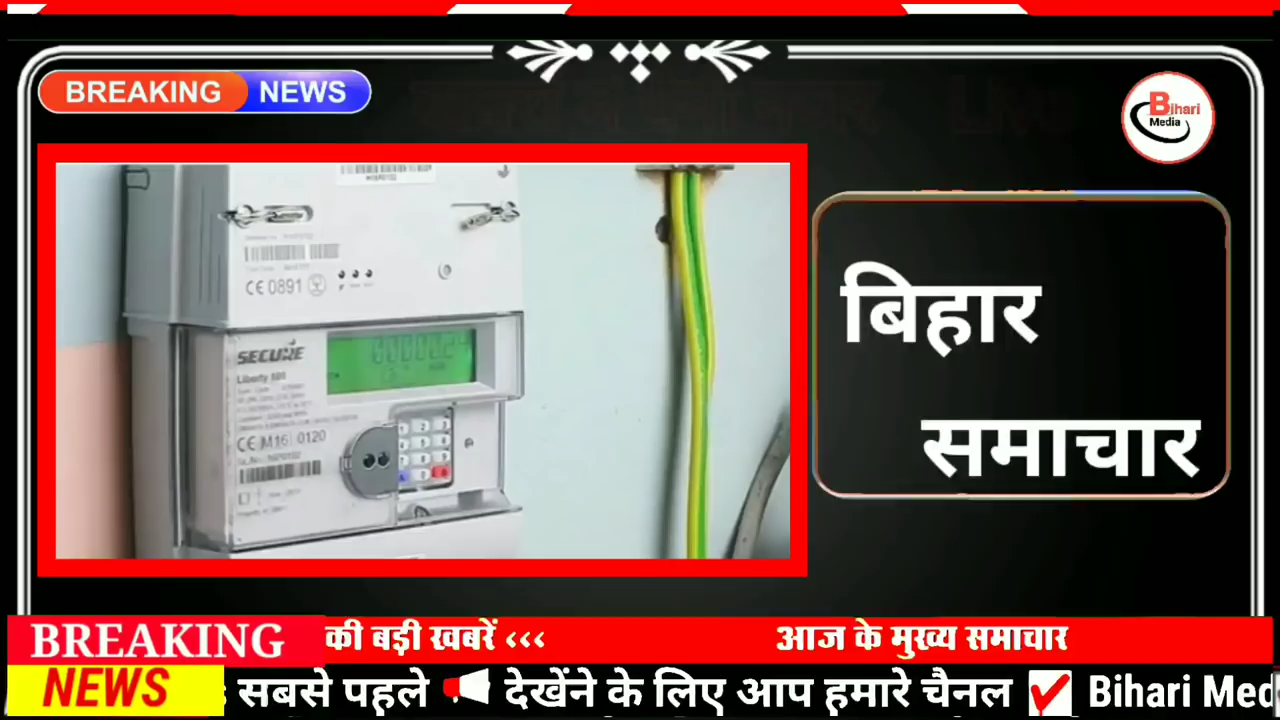 BREAKING NEWS
Bihari
Media
CE 0891
SECURE
Liberty
CE M16 0120
बिहार
समाचार
BREAKING
NEWS
की बड़ी खबरें ‹‹‹ आज के मुख्य समाचार
सबसे पहले देखेंने के लिए आप हमारे चैनल Bihari Med